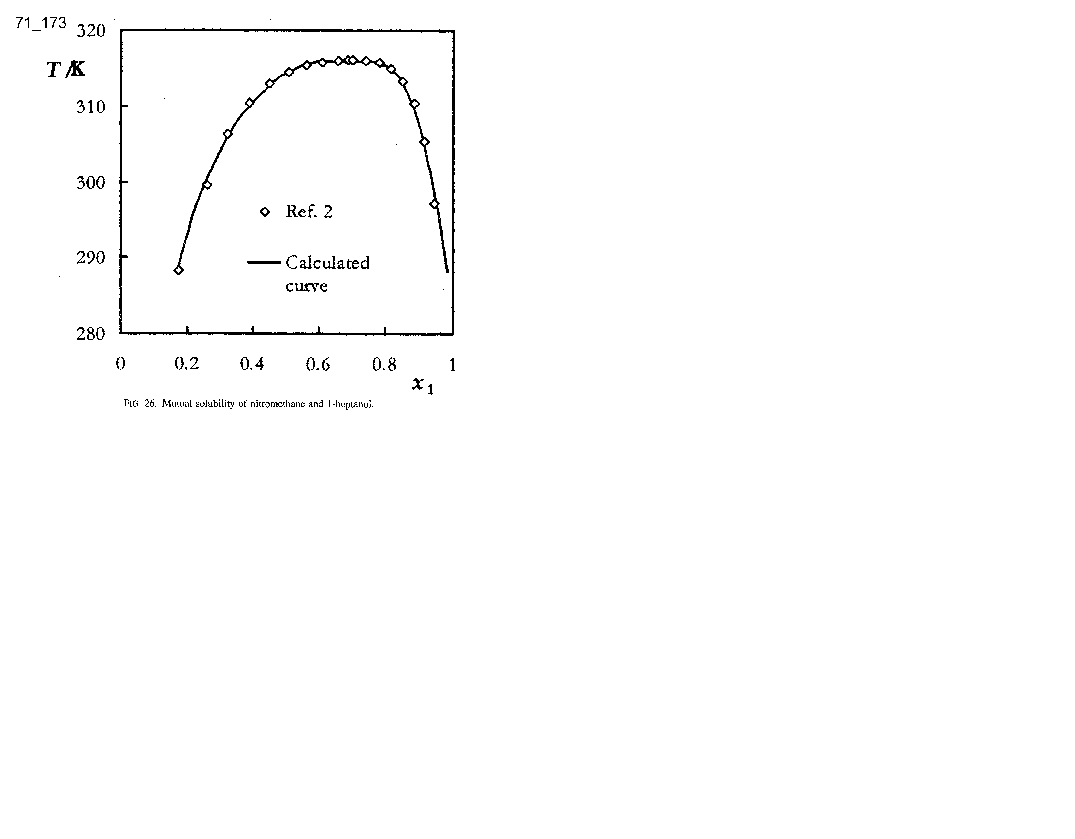 71_173
320
T /K
310
300
290
280
Ref. 2
Calculated
curve
0 0.2 0.4 0.6 0.8 1
x1
FIG. 26. Mutual solubility of nitromethane and 1-heptanol.